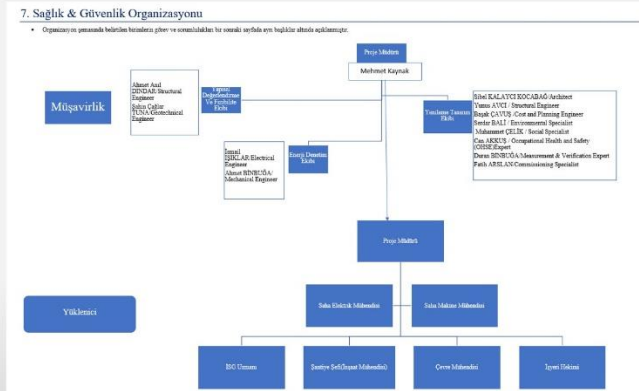 7. Sağlık & Güvenlik Organizasyonu
• Organizasyon şemasında belirtilen birimlerin görev ve sorumlulukları bir sonraki sayfada aynı başlıklar altında açıklanmıştır.
Proje Müdürü
Mehmet Kaynak
Müşavirlik
Ahmet Anıl
DINDAR/Structural
Engineer
Şahin Çağlar
TUNA/Geotechnical
Engineer
Yapısal
Değerlendirme
Ve Fizibilite
Ekibi
Yenileme Tasarım
Ekibi
Sibel KALAYCI KOCABAĞ/Architect
Yunus AVCI / Structural Engineer
Başak ÇAVUŞ /Cost and Planning Engineer
Serdar BALİ / Environmental Specialist
Muhammet ÇELİK / Social Specialist
Can AKKUŞ / Occupational Health and Safety
(OHSE)Expert
Duran BİNBUĞA/Measurement & Verification Expert
Fatih ARSLAN/Commissioning Specialist
İsmail
IŞIKLAR/Electrical
Engineer
Ahmet BİNBUĞA/
Mechanical Engineer
Enerji Denetim
Ekibi
Proje Müdürü
Saha Elektrik Mühendisi
Saha Makine Mühendisi
Yüklenici
İSG Uzmanı
Şantiye Şefi(İnşaat Mühendisi)
Çevre Mühendisi
İşyeri Hekimi